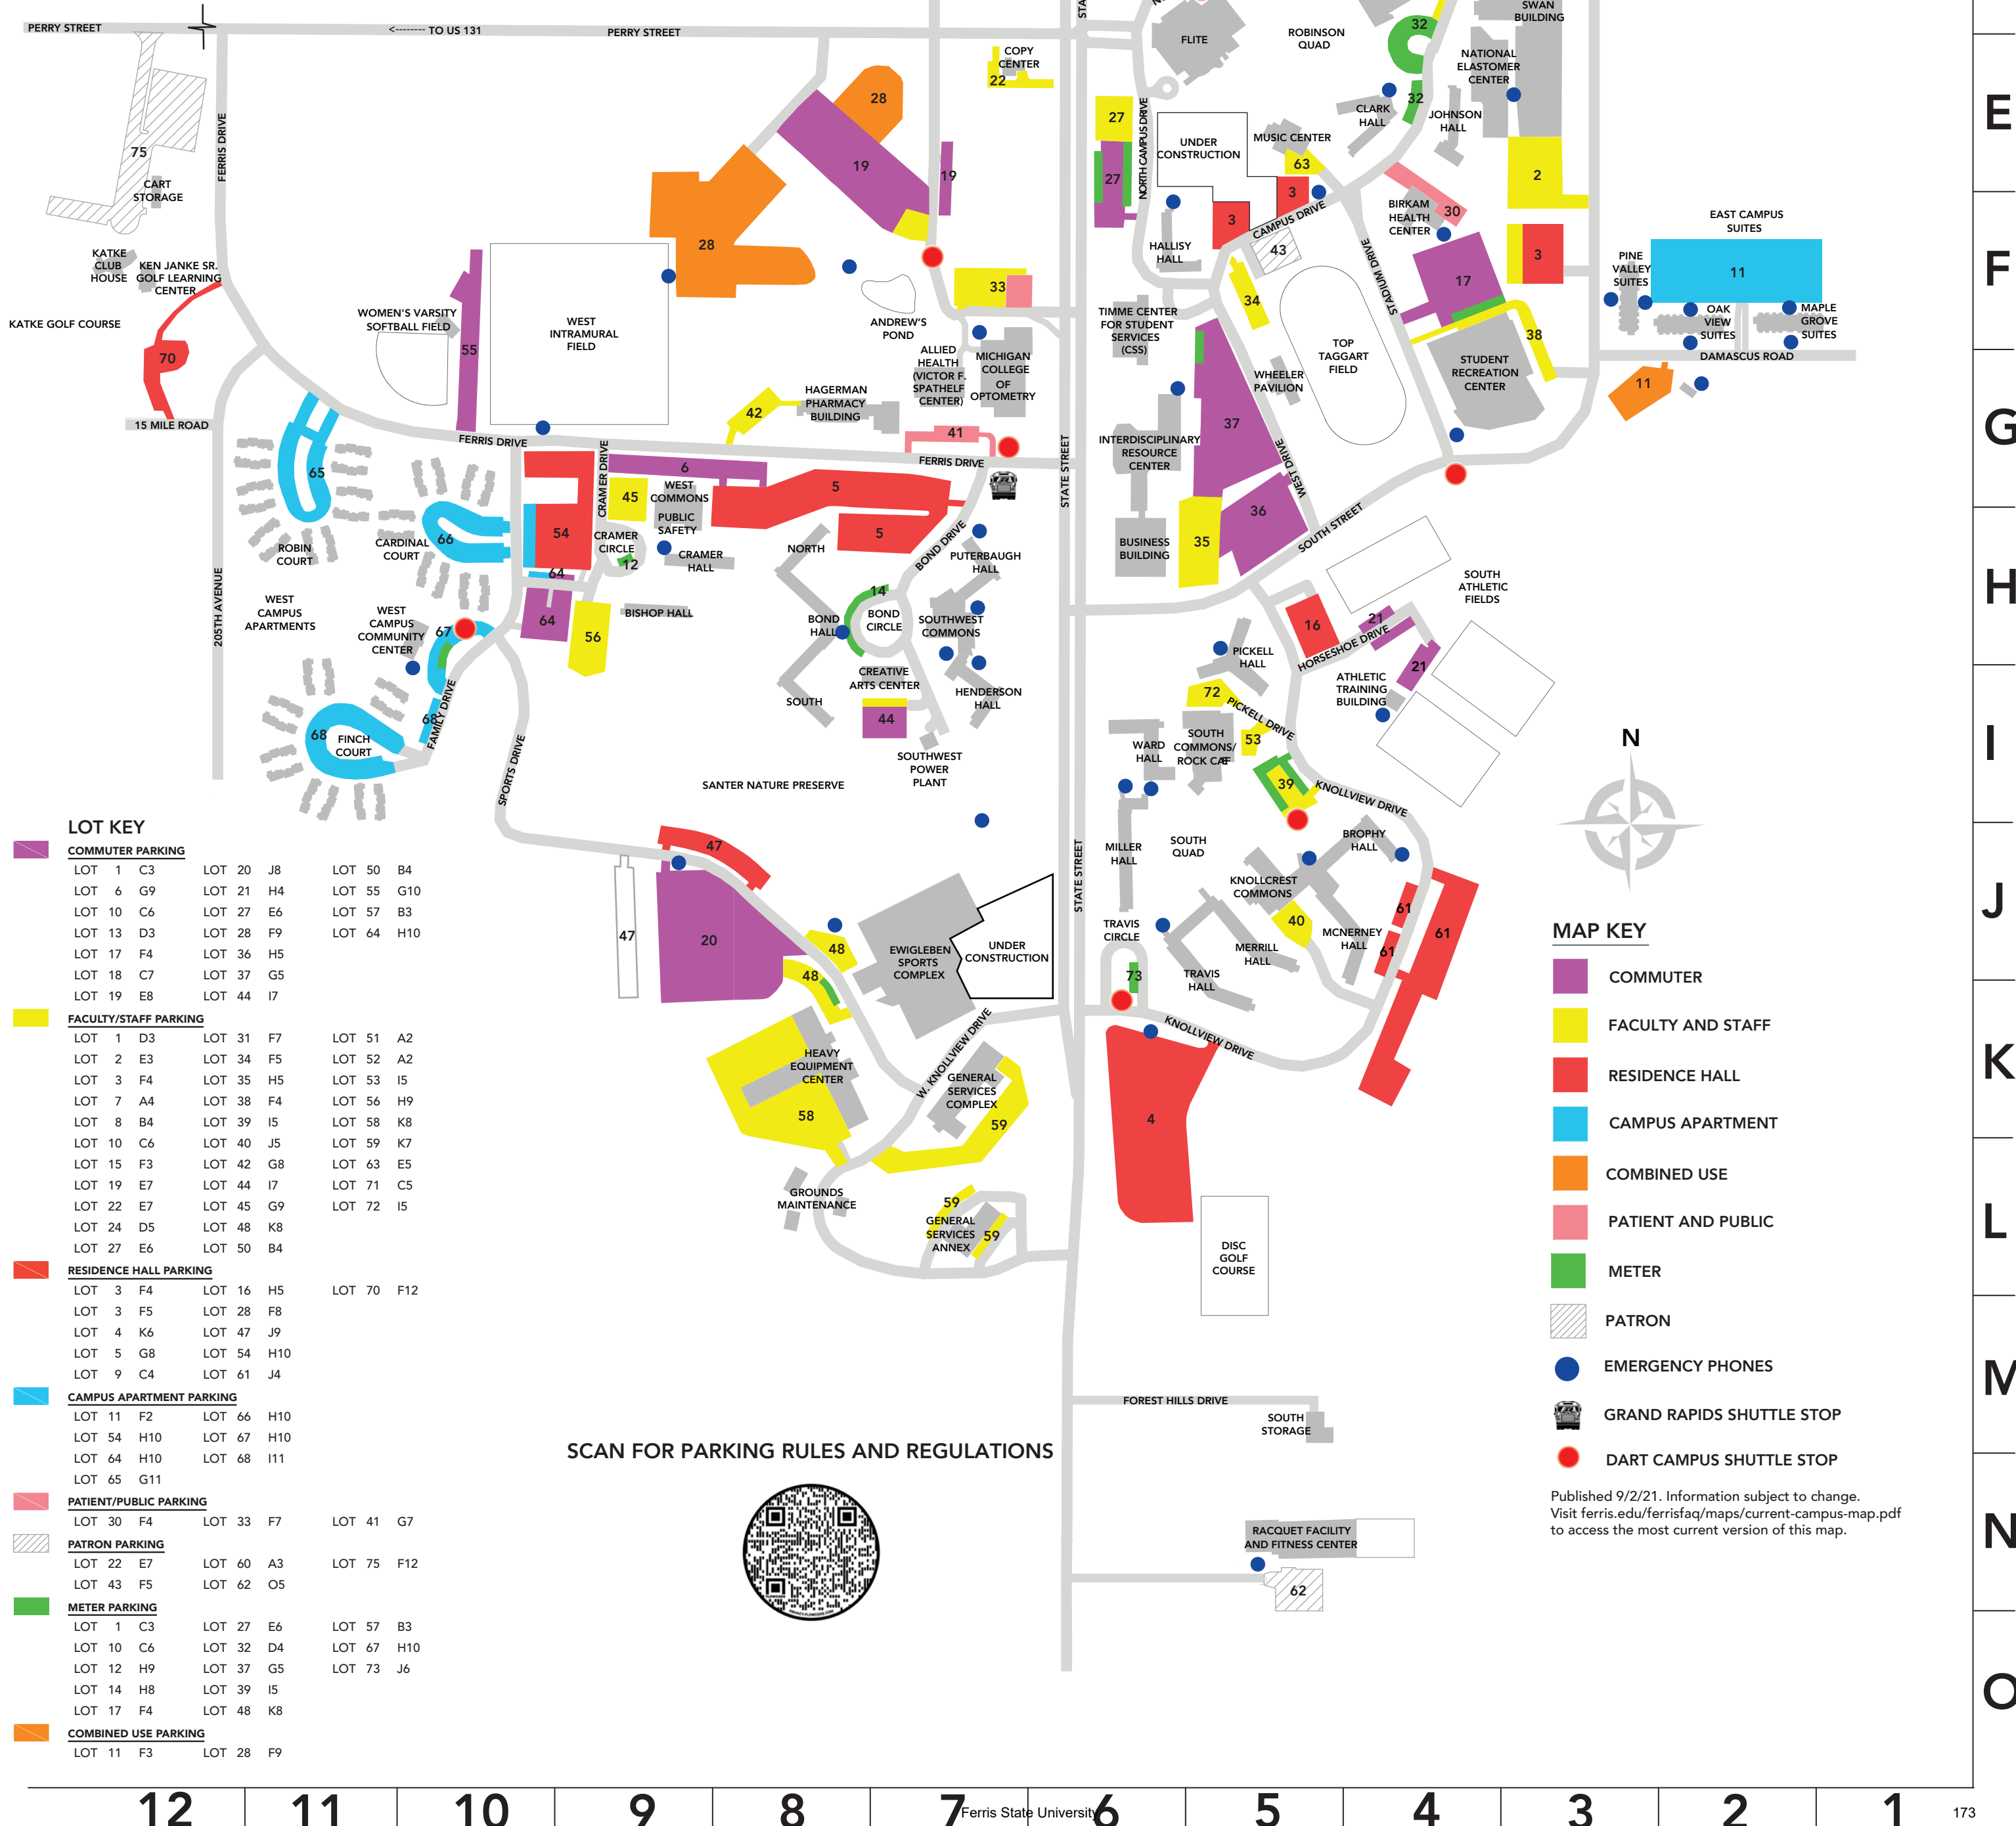 PERRY STREET
<-------- TO US 131
PERRY STREET
STA
FLITE
ROBINSON
QUAD
32
SWAN
BUILDING
COPY
CENTER
22
NATIONAL
ELASTOMER
CENTER
E
75
CART
STORAGE
FERRIS DRIVE
28
19
19
27
27
NORTH CAMPUS DRIVE
UNDER
CONSTRUCTION
MUSIC CENTER
63
CLARK
HALL
32
JOHNSON
HALL
2
3
3
CAMPUS DRIVE
BIRKAM
HEALTH
CENTER
30
EAST CAMPUS
SUITES
KATKE
CLUB
HOUSE
KEN JANKE SR.
GOLF LEARNING
CENTER
28
HALLISY
HALL
43
STADIUM DRIVE
17
3
PINE
VALLEY
SUITES
11
F
KATKE GOLF COURSE
WOMEN'S VARSITY
SOFTBALL FIELD
55
WEST
INTRAMURAL
FIELD
ANDREW'S
POND
33
TIMME CENTER
FOR STUDENT
SERVICES
(CSS)
34
OAK
VIEW
SUITES
MAPLE
GROVE
SUITES
38
DAMASCUS ROAD
70
ALLIED
HEALTH
(VICTOR F.
SPATHELF
CENTER)
MICHIGAN
COLLEGE
OF
OPTOMETRY
TOP
TAGGART
FIELD
WHEELER
PAVILION
STUDENT
RECREATION
CENTER
11
HAGERMAN
PHARMACY
BUILDING
42
15 MILE ROAD
37
G
FERRIS DRIVE
41
FERRIS DRIVE
STATE STREET
INTERDISCIPLINARY
RESOURCE
CENTER
WEST DRIVE
65
CRAMER DRIVE
6
5
45
WEST
COMMONS
PUBLIC
SAFETY
36
SOUTH STREET
ROBIN
COURT
CARDINAL
COURT
66
54
CRAMER
CIRCLE
12
CRAMER
HALL
NORTH
5
BOND DRIVE
PUTERBAUGH
HALL
BUSINESS
BUILDING
35
64
14
SOUTH
ATHLETIC
FIELDS
H
205TH AVENUE
WEST
CAMPUS
APARTMENTS
WEST
CAMPUS
COMMUNITY
CENTER
67
64
56
BISHOP HALL
BOND
HALL
BOND
CIRCLE
SOUTHWEST
COMMONS
16
21
HORSESHOE DRIVE
21
PICKELL
HALL
CREATIVE
ARTS CENTER
HENDERSON
HALL
ATHLETIC
TRAINING
BUILDING
SOUTH
44
72
PICKELL DRIVE
68
FINCH
COURT
68
FAMILY DRIVE
SPORTS DRIVE
SOUTHWEST
POWER
PLANT
WARD
HALL
SOUTH
COMMONS/
ROCK CAFE
53
N
I
SANTER NATURE PRESERVE
39
KNOLLVIEW DRIVE
47
MILLER
HALL
SOUTH
QUAD
BROPHY
HALL
STATE STREET
KNOLLCREST
COMMONS
J
47
20
48
48
EWIGLEBEN
SPORTS
COMPLEX
UNDER
CONSTRUCTION
TRAVIS
CIRCLE
73
MERRILL
HALL
40
MCNERNEY
HALL
61
61
61
TRAVIS
HALL
KNOLLVIEW DRIVE
W. KNOLLVIEW DRIVE
HEAVY
EQUIPMENT
CENTER
58
GENERAL
SERVICES
COMPLEX
59
4
K
GROUNDS
MAINTENANCE
59
GENERAL
SERVICES
ANNEX
59
DISC
GOLF
COURSE
L
FOREST HILLS DRIVE
SOUTH
STORAGE
M
RACQUET FACILITY
AND FITNESS CENTER
62
N
O
LOT KEY
COMMUTER PARKING
LOT 1 C3 LOT 20 J8 LOT 50 B4
LOT 6 G9 LOT 21 H4 LOT 55 G10
LOT 10 C6 LOT 27 E6 LOT 57 B3
LOT 13 D3 LOT 28 F9 LOT 64 H10
LOT 17 F4 LOT 36 H5
LOT 18 C7 LOT 37 G5
LOT 19 E8 LOT 44 I7
FACULTY/STAFF PARKING
LOT 1 D3 LOT 31 F7 LOT 51 A2
LOT 2 E3 LOT 34 F5 LOT 52 A2
LOT 3 F4 LOT 35 H5 LOT 53 I5
LOT 7 A4 LOT 38 F4 LOT 56 H9
LOT 8 B4 LOT 39 I5 LOT 58 K8
LOT 10 C6 LOT 40 J5 LOT 59 K7
LOT 15 F3 LOT 42 G8 LOT 63 E5
LOT 19 E7 LOT 44 I7 LOT 71 C5
LOT 22 E7 LOT 45 G9 LOT 72 I5
LOT 24 D5 LOT 48 K8
LOT 27 E6 LOT 50 B4
RESIDENCE HALL PARKING
LOT 3 F4 LOT 16 H5 LOT 70 F12
LOT 3 F5 LOT 28 F8
LOT 4 K6 LOT 47 J9
LOT 5 G8 LOT 54 H10
LOT 9 C4 LOT 61 J4
CAMPUS APARTMENT PARKING
LOT 11 F2 LOT 66 H10
LOT 54 H10 LOT 67 H10
LOT 64 H10 LOT 68 I11
LOT 65 G11
PATIENT/PUBLIC PARKING
LOT 30 F4 LOT 33 F7 LOT 41 G7
PATRON PARKING
LOT 22 E7 LOT 60 A3 LOT 75 F12
LOT 43 F5 LOT 62 O5
METER PARKING
LOT 1 C3 LOT 27 E6 LOT 57 B3
LOT 10 C6 LOT 32 D4 LOT 67 H10
LOT 12 H9 LOT 37 G5 LOT 73 J6
LOT 14 H8 LOT 39 I5
LOT 17 F4 LOT 48 K8
COMBINED USE PARKING
LOT 11 F3 LOT 28 F9
SCAN FOR PARKING RULES AND REGULATIONS
MAP KEY
COMMUTER
FACULTY AND STAFF
RESIDENCE HALL
CAMPUS APARTMENT
COMBINED USE
PATIENT AND PUBLIC
METER
PATRON
EMERGENCY PHONES
GRAND RAPIDS SHUTTLE STOP
DART CAMPUS SHUTTLE STOP
Published 9/2/21. Information subject to change.
Visit ferris.edu/ferrisfaq/maps/current-campus-map.pdf
to access the most current version of this map.
12 11 10 9 8 7 6 5 4 3 2 1
Ferris State University
173